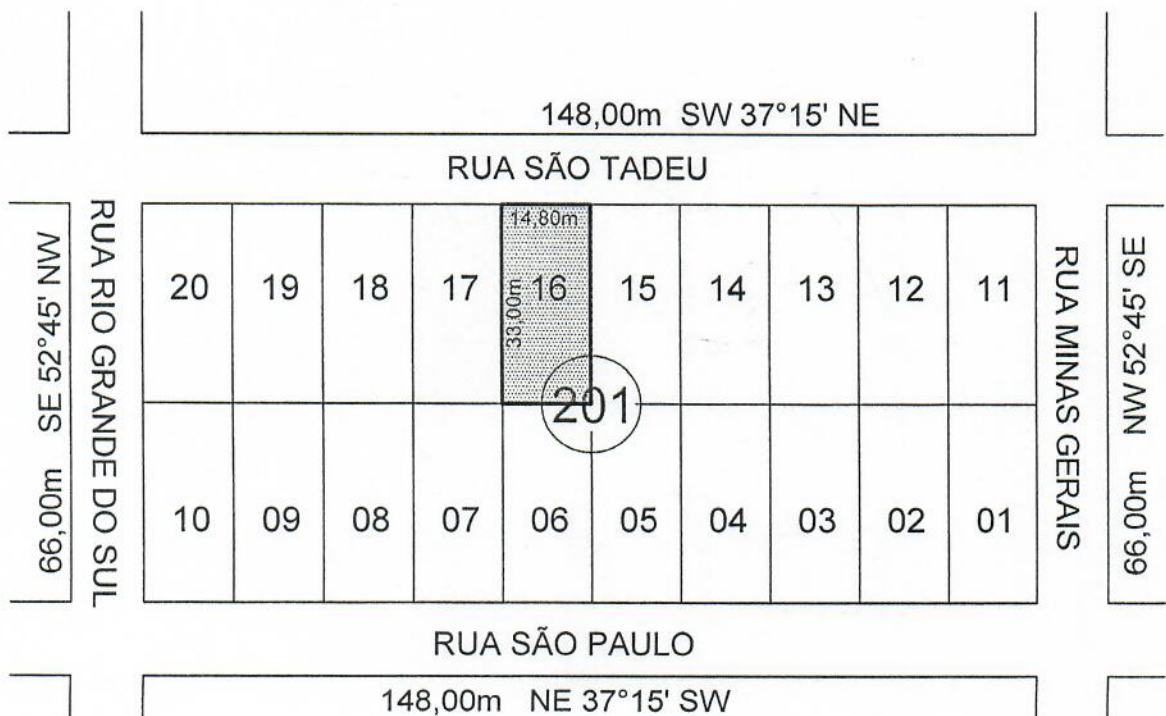 148,00m SW 37°15' NE
RUA SÃO TADEU
66,00m SE 52°45' NW
RUA RIO GRANDE DO SUL
14,80m
33,00m
20 19 18 17 16 15 14 13 12 11
201
10 09 08 07 06 05 04 03 02 01
RUA MINAS GERAIS
66,00m NW 52°45' SE
RUA SÃO PAULO
148,00m NE 37°15' SW